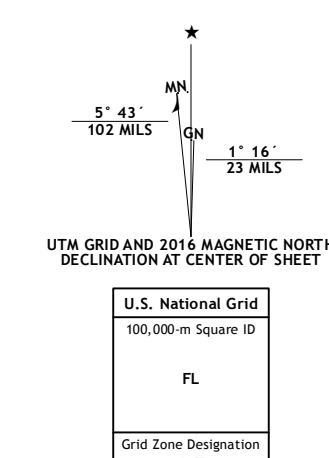 ★
MN.
5° 43´
102 MILS
GN
1° 16´
23 MILS
UTM GRID AND 2016 MAGNETIC NORTH
DECLINATION AT CENTER OF SHEET
U.S. National Grid
100,000-m Square ID
FL
Grid Zone Designation